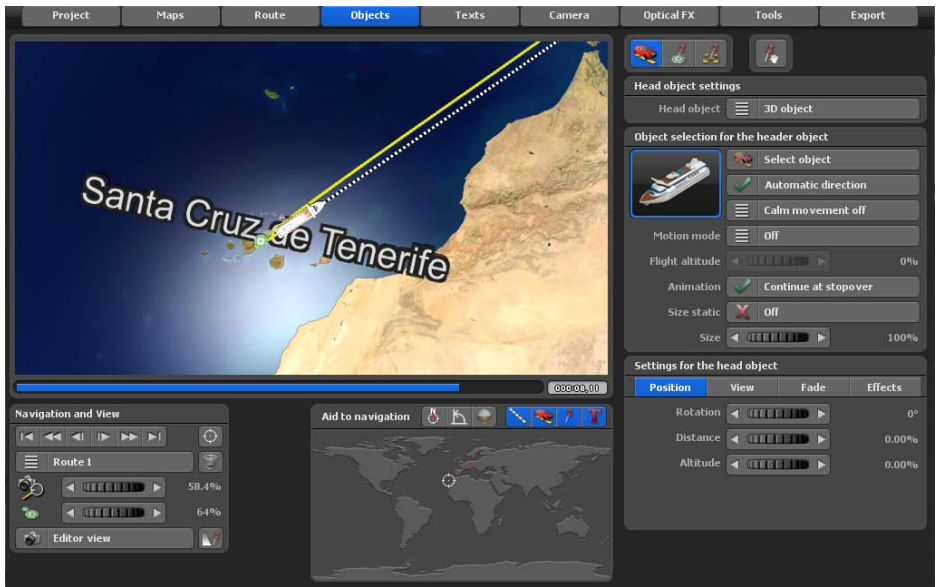 Project Maps Route Objects Texts Camera Optical FX Tools Export
Santa Cruz de Tenerife
Head object settings
Head object 3D object
Object selection for the header object
Select object
Automatic direction
Calm movement off
Motion mode Off
Flight altitude 0%
Animation Continue at stopover
Size static Off
Size 100%
Settings for the head object
Position View Fade Effects
Rotation 0°
Distance 0.00%
Altitude 0.00%
Navigation and View
Route 1
58.4%
64%
Editor view
Aid to navigation